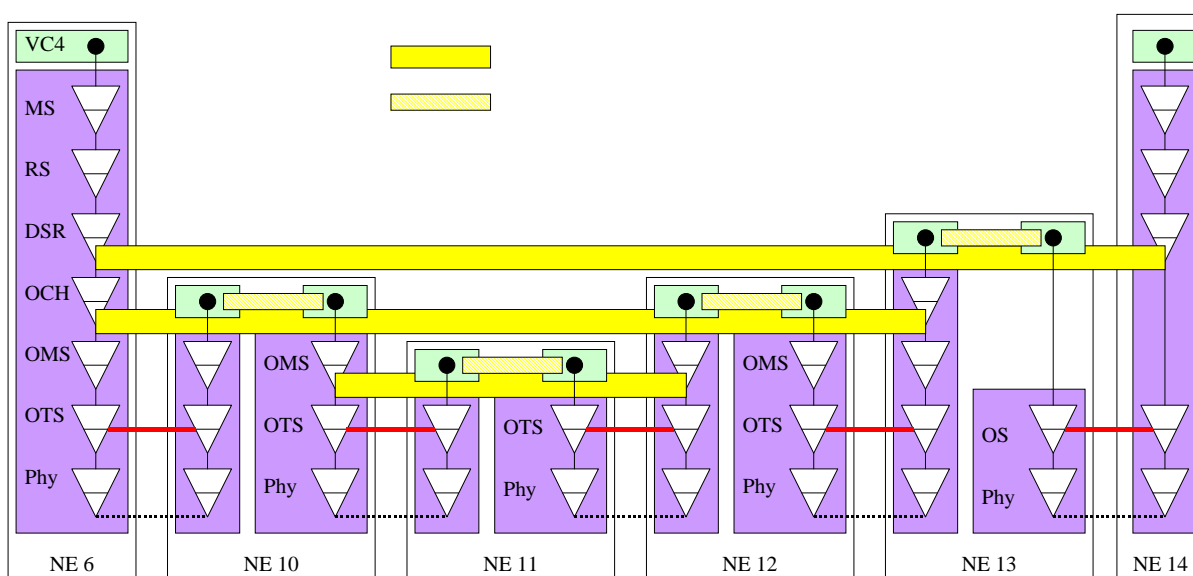 VC4
MS
RS
DSR
OCH
OMS
OTS
Phy
OMS
OTS
Phy
OTS
Phy
OMS
OTS
Phy
OS
Phy
NE 6
NE 10
NE 11
NE 12
NE 13
NE 14